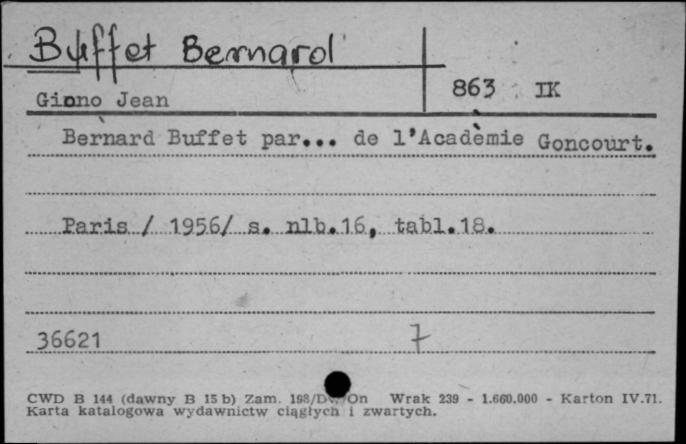 Buffet Bernard
Giono Jean
863 IK
Bernard Buffet par... de l'Acadèmie Goncourt.
Paris / 1956/ s. nlb.16, tabl.18.
36621 7
CWD B 144 (dawny B 15 b) Zam. 198/ On Wrak 239 - 1.660.000 - Karton IV.71.
Karta katalogowa wydawnictw ciągłych i zwartych.